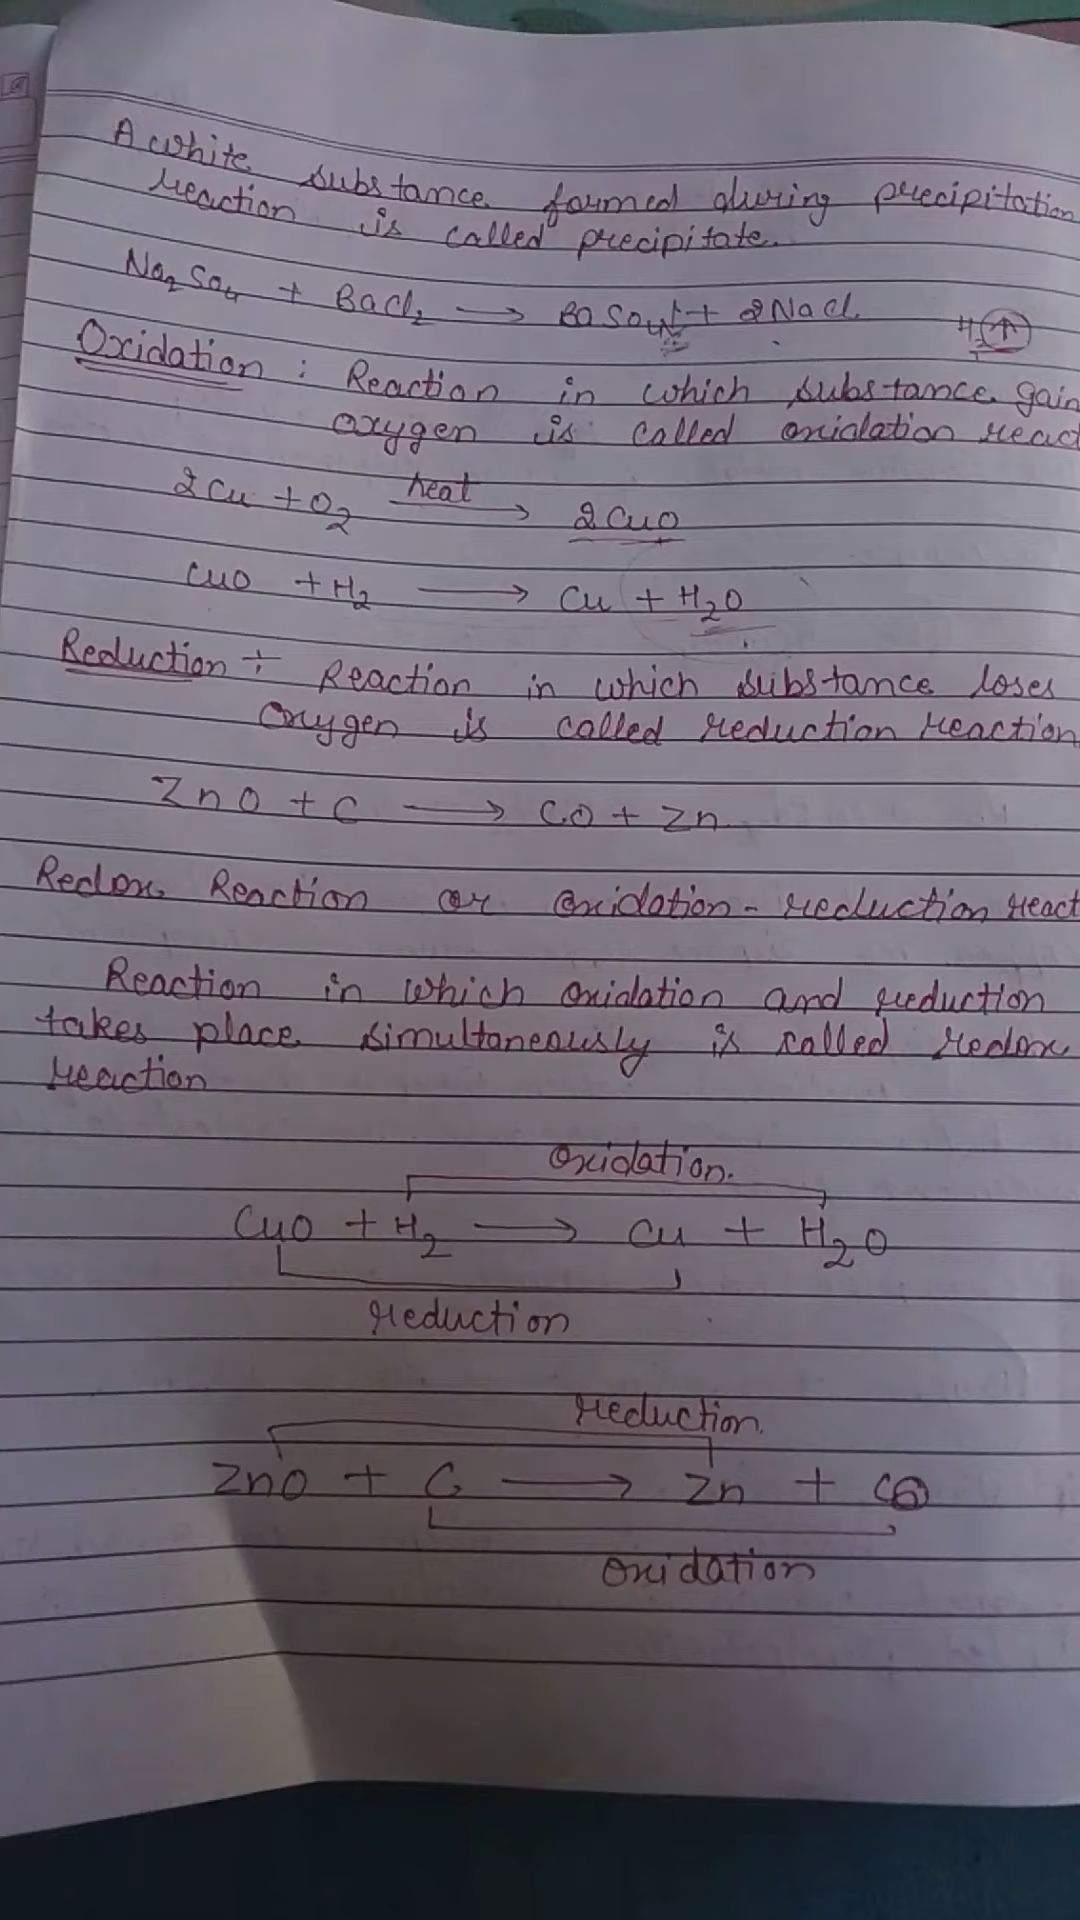 A white substance formed during precipitation
reaction is called precipitate.
Na₂SO₄ + BaCl₂ → BaSO₄↓ + 2NaCl
Oxidation : Reaction in which substance gain
oxygen is called oxidation react
2Cu + O₂ heat → 2CuO
CuO + H₂ → Cu + H₂O
Reduction ÷ Reaction in which substance loses
oxygen is called reduction reaction
ZnO + C → CO + Zn
Redox Reaction or oxidation - reduction react
Reaction in which oxidation and reduction
takes place simultaneously is called redox
reaction
oxidation.
CuO + H₂ → Cu + H₂O
reduction
reduction.
ZnO + C → Zn + CO
oxidation